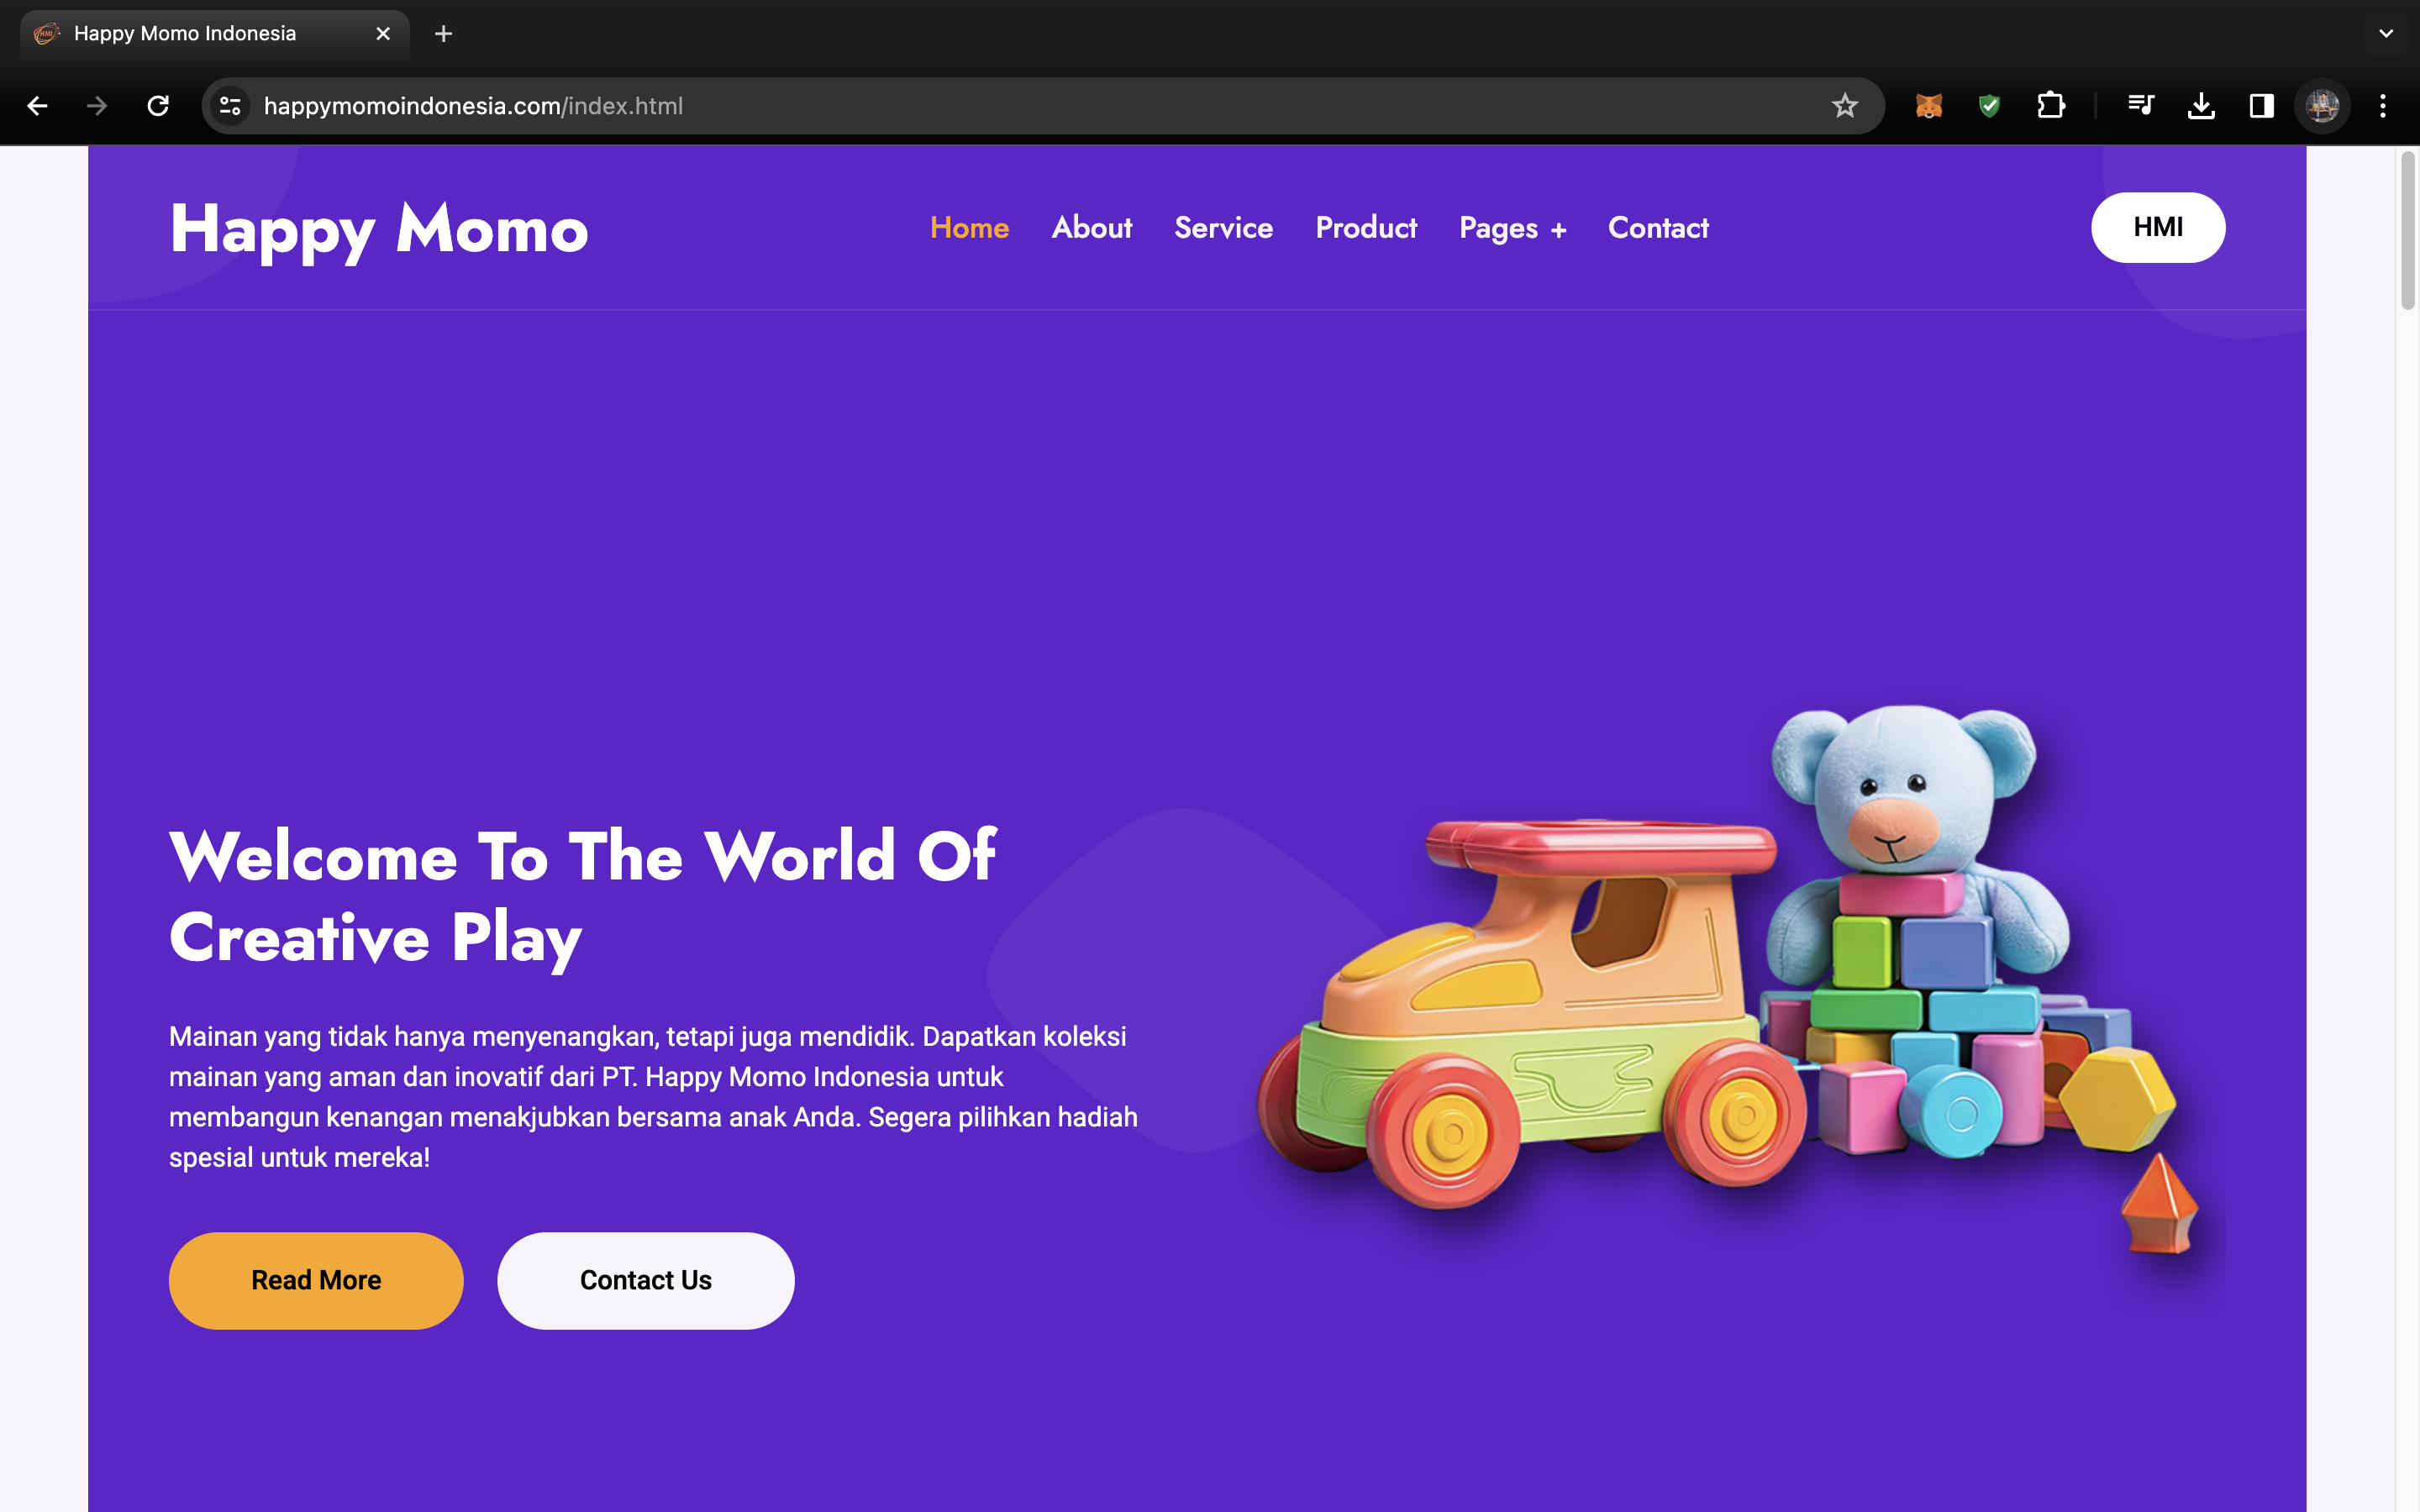 Happy Momo Indonesia
happymomoindonesia.com/index.html
Happy Momo
Home About Service Product Pages + Contact
HMI
Welcome To The World Of
Creative Play
Mainan yang tidak hanya menyenangkan, tetapi juga mendidik. Dapatkan koleksi
mainan yang aman dan inovatif dari PT. Happy Momo Indonesia untuk
membangun kenangan menakjubkan bersama anak Anda. Segera pilihkan hadiah
spesial untuk mereka!
Read More
Contact Us